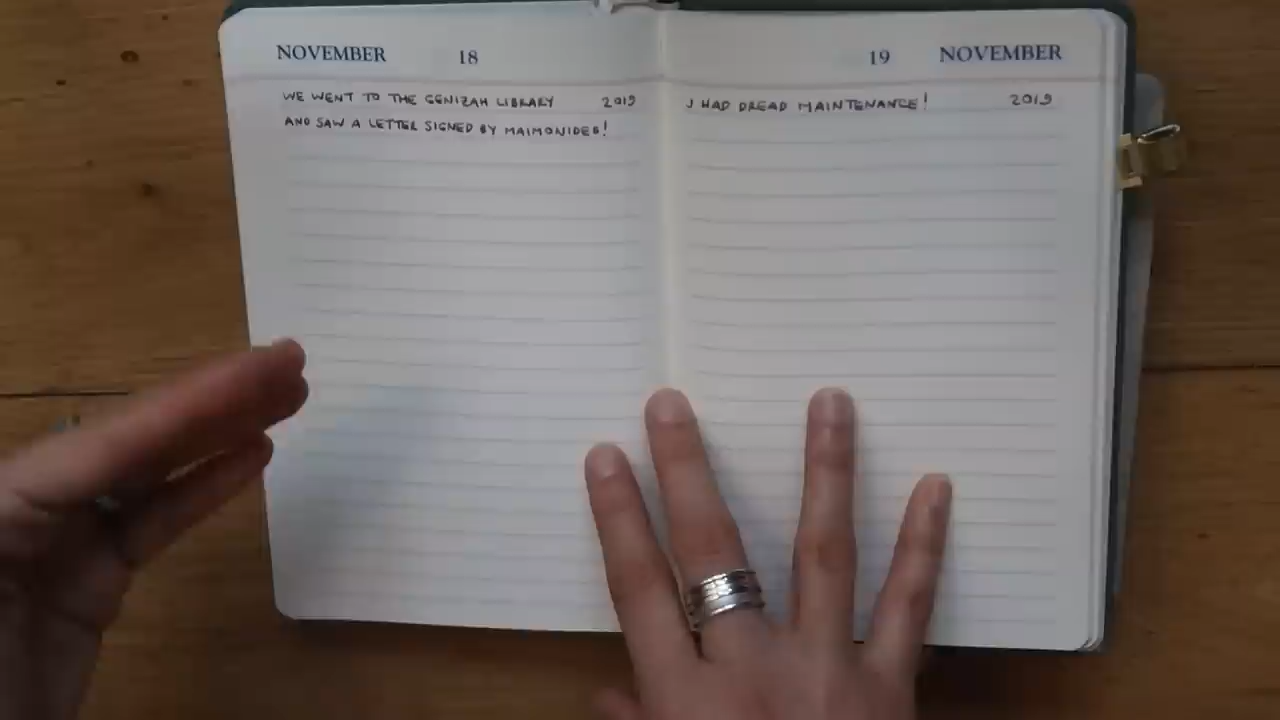 NOVEMBER 18
WE WENT TO THE GENIZAH LIBRARY 2019
AND SAW A LETTER SIGNED BY MAIMONIDES!
19 NOVEMBER
I HAD DREAD MAINTENANCE! 2019